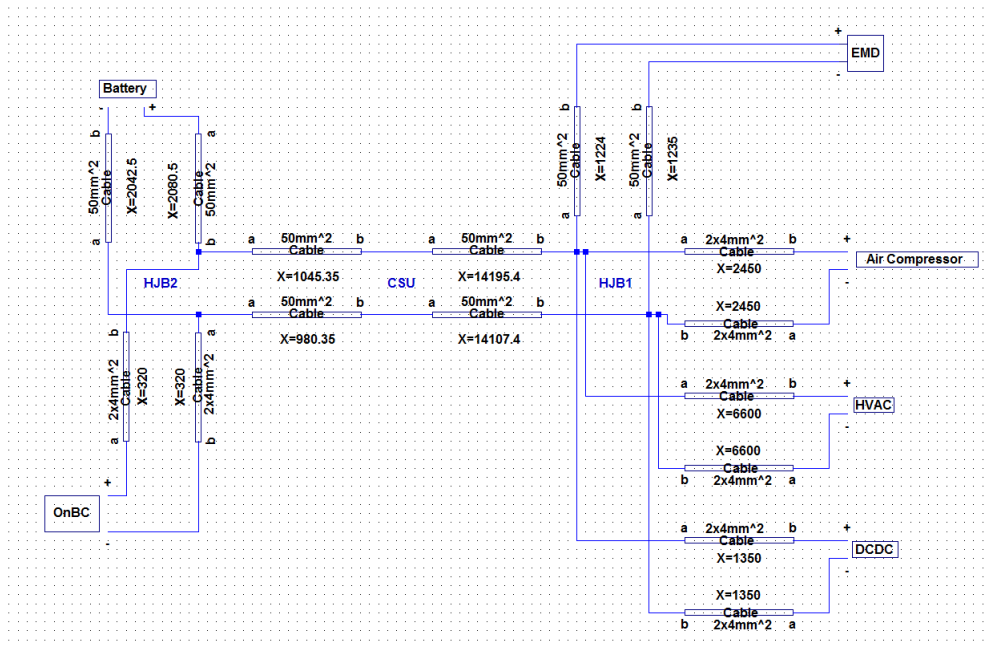 +
EMD
-
Battery
- +
b
50mm^2
Cable
a
X=2042.5
X=2080.5
a
Cable
50mm^2
b
b
50mm^2
Cable
a
X=1224
b
50mm^2
Cable
a
X=1235
a 50mm^2 b
Cable
X=1045.35
a 50mm^2 b
Cable
X=14195.4
a 2x4mm^2 b
Cable
X=2450
+
Air Compressor
-
HJB2
CSU
HJB1
a 50mm^2 b
Cable
X=980.35
a 50mm^2 b
Cable
X=14107.4
X=2450
Cable
b 2x4mm^2 a
b
2x4mm^2
Cable
a
X=320
X=320
a
Cable
2x4mm^2
b
a 2x4mm^2 b
Cable
X=6600
+
HVAC
-
X=6600
Cable
b 2x4mm^2 a
+
OnBC
-
a 2x4mm^2 b
Cable
X=1350
+
DCDC
-
X=1350
Cable
b 2x4mm^2 a